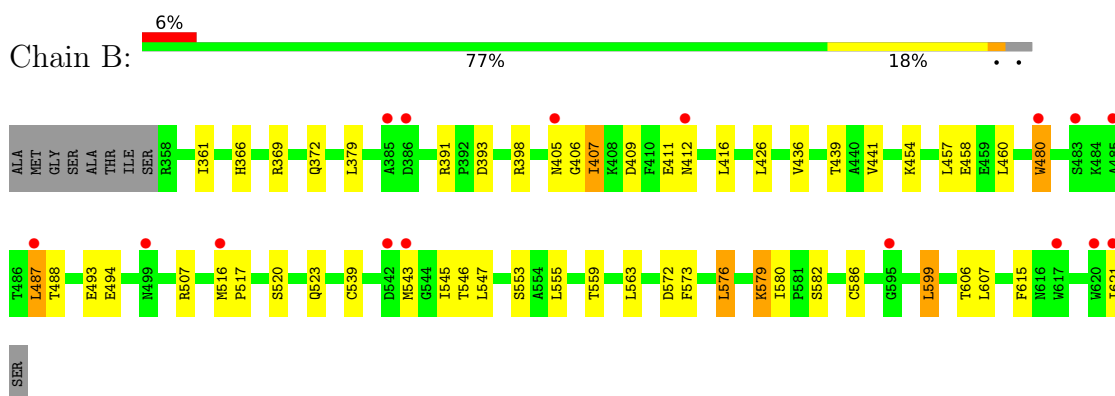 6%
Chain B:
77% 18% • •
ALA MET GLY SER ALA THR ILE SER R358 I361 H366 R369 Q372 L379 A385 D386 R391 P392 D393 R398 N405 G406 I407 K408 D409 F410 E411 N412 L416 L426 V436 T439 A440 V441 K454 L457 E458 E459 L460 W480 S483 K484 A485
T486 L487 T488 E493 E494 N499 R507 M516 P517 S520 Q523 C539 D542 M543 G544 I545 T546 L547 S553 A554 L555 T559 L563 D572 F573 L576 K579 I580 P581 S582 C586 G595 L599 T606 L607 F615 N616 W617 W620 I621
SER